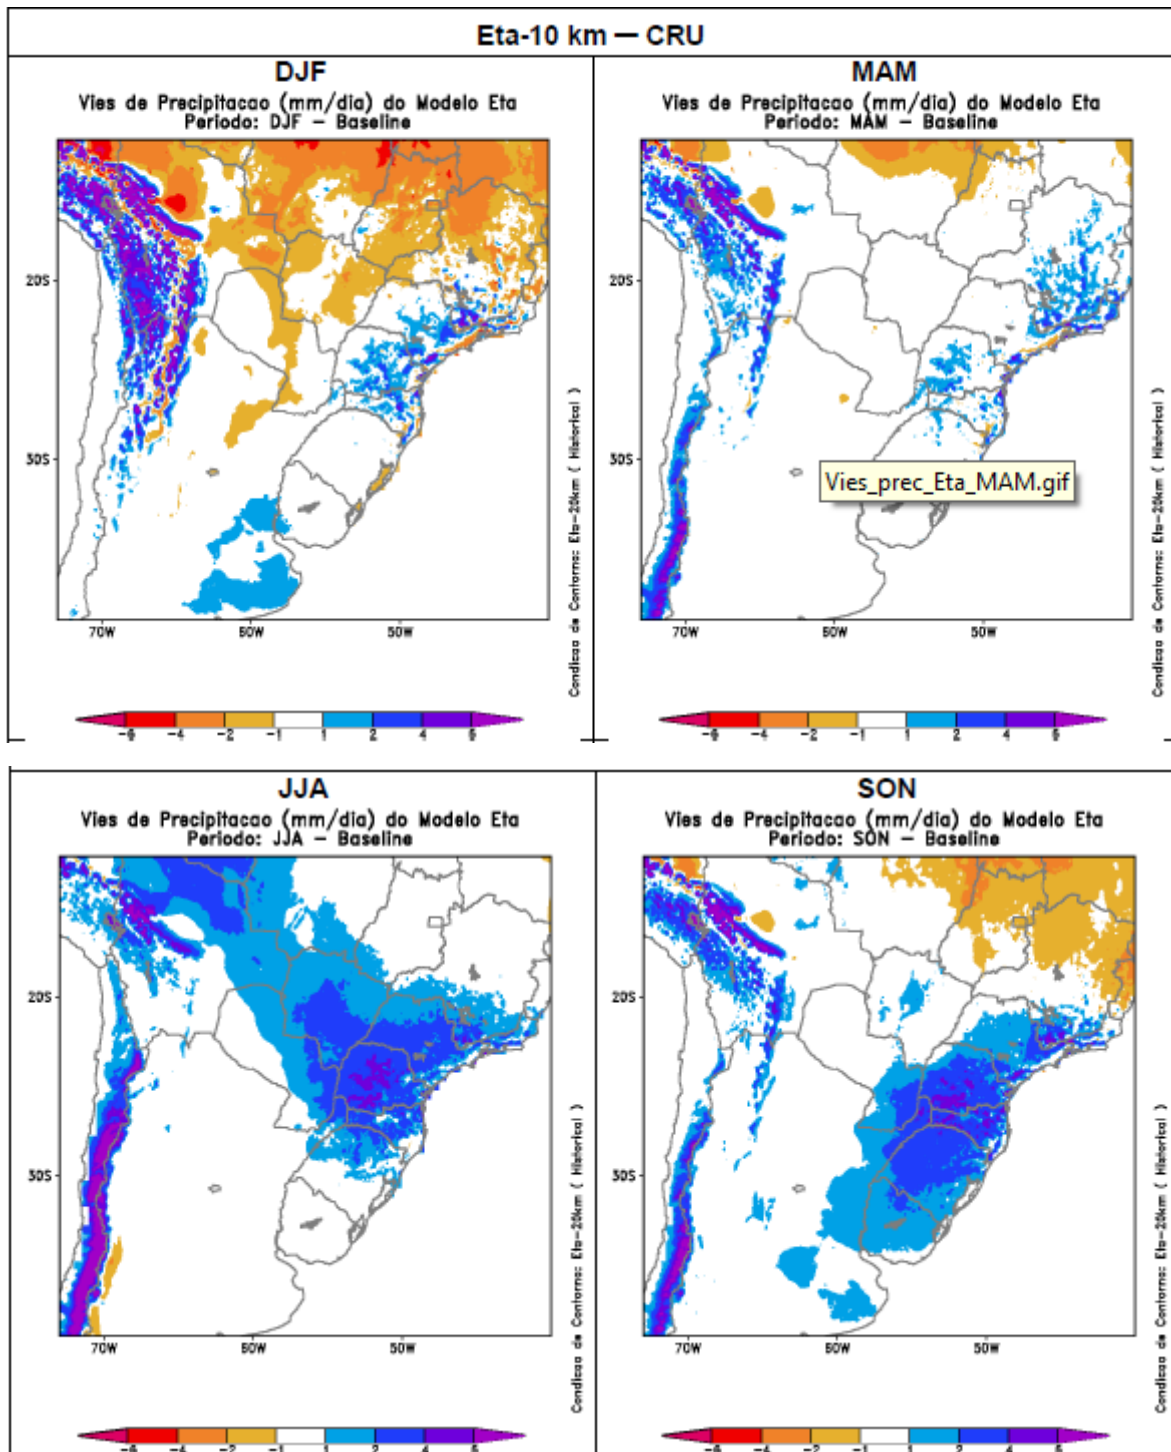 Eta-10 km — CRU
DJF
Vies de Precipitacao (mm/dia) do Modelo Eta
Periodo: DJF – Baseline
20S
30S
70W
60W
50W
Condicao de Contorno: Eta-20km ( Historical )
-6 -4 -2 -1 1 2 4 6
MAM
Vies de Precipitacao (mm/dia) do Modelo Eta
Periodo: MAM – Baseline
Vies_prec_Eta_MAM.gif
20S
30S
70W
60W
50W
Condicao de Contorno: Eta-20km ( Historical )
-6 -4 -2 -1 1 2 4 6
JJA
Vies de Precipitacao (mm/dia) do Modelo Eta
Periodo: JJA – Baseline
20S
30S
70W
60W
50W
Condicao de Contorno: Eta-20km ( Historical )
-6 -4 -2 -1 1 2 4 6
SON
Vies de Precipitacao (mm/dia) do Modelo Eta
Periodo: SON – Baseline
20S
30S
70W
60W
50W
Condicao de Contorno: Eta-20km ( Historical )
-6 -4 -2 -1 1 2 4 6